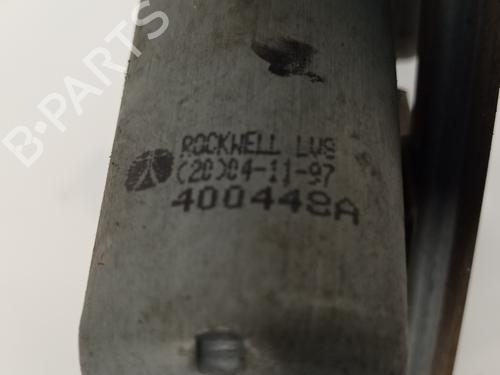 B-PARTS
ROCKWELL LVS
(20)04-11-97
400448A